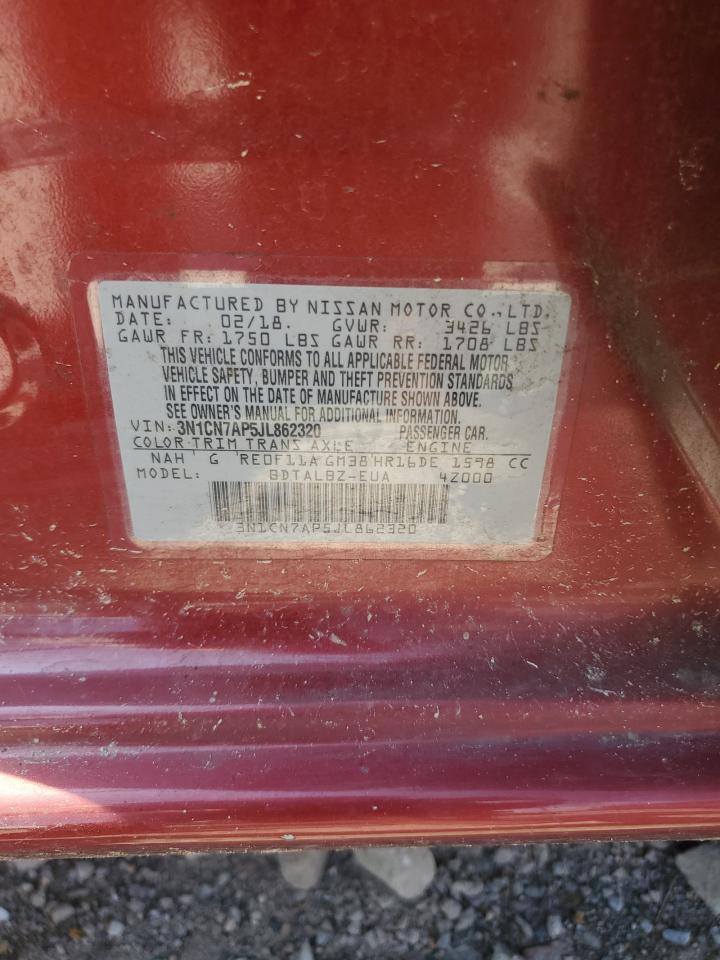 MANUFACTURED BY NISSAN MOTOR CO.,LTD.
DATE: 02/18. GVWR: 3426 LBS
GAWR FR: 1750 LBS GAWR RR: 1708 LBS
THIS VEHICLE CONFORMS TO ALL APPLICABLE FEDERAL MOTOR
VEHICLE SAFETY, BUMPER AND THEFT PREVENTION STANDARDS
IN EFFECT ON THE DATE OF MANUFACTURE SHOWN ABOVE.
SEE OWNER'S MANUAL FOR ADDITIONAL INFORMATION.
VIN: 3N1CN7AP5JL862320 PASSENGER CAR.
COLOR TRIM TRANS AXLE ENGINE
NAH G RE0F11A GM38 HR16DE 1598 CC
MODEL: BDTALBZ-EUA 4Z000
3N1CN7AP5JL862320